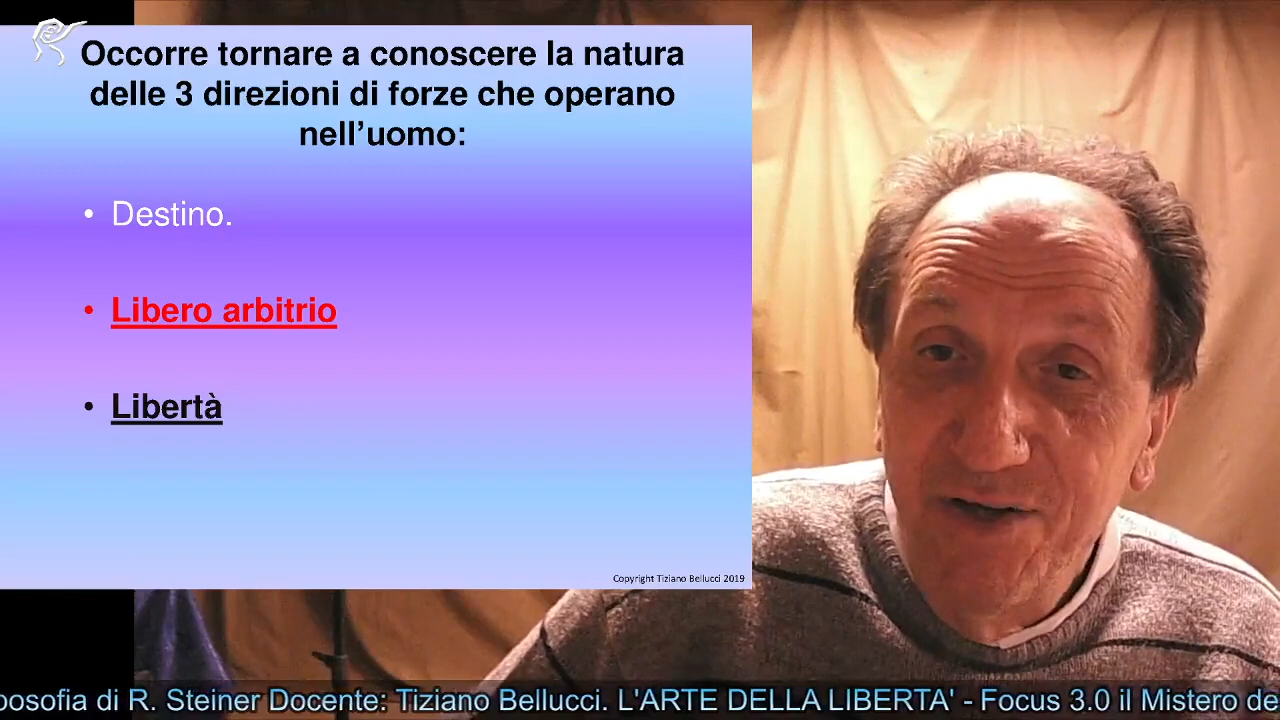 Occorre tornare a conoscere la natura
delle 3 direzioni di forze che operano
nell'uomo:
• Destino.
• Libero arbitrio
• Libertà
Copyright Tiziano Bellucci 2019
posofia di R. Steiner Docente: Tiziano Bellucci. L'ARTE DELLA LIBERTA' - Focus 3.0 il Mistero de